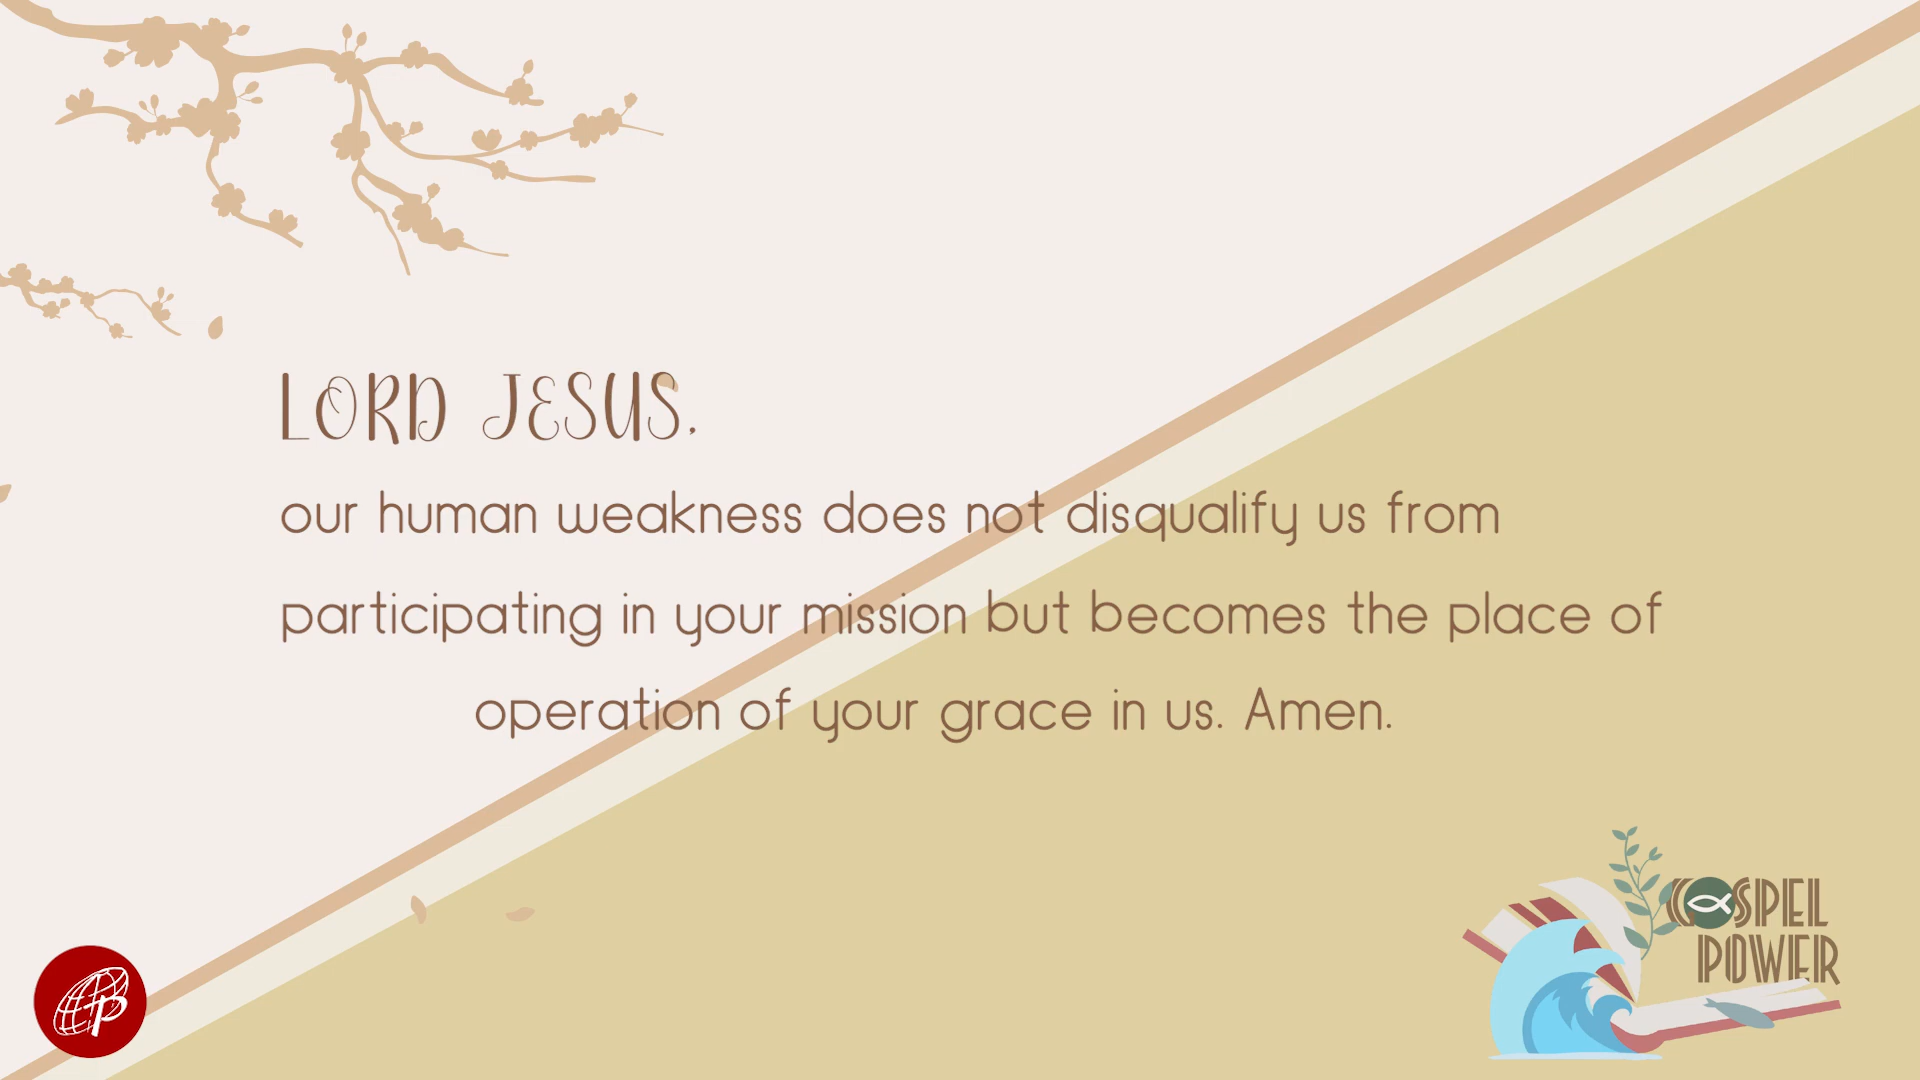 LORD JESUS,
our human weakness does not disqualify us from
participating in your mission but becomes the place of
operation of your grace in us. Amen.
GOSPEL
POWER